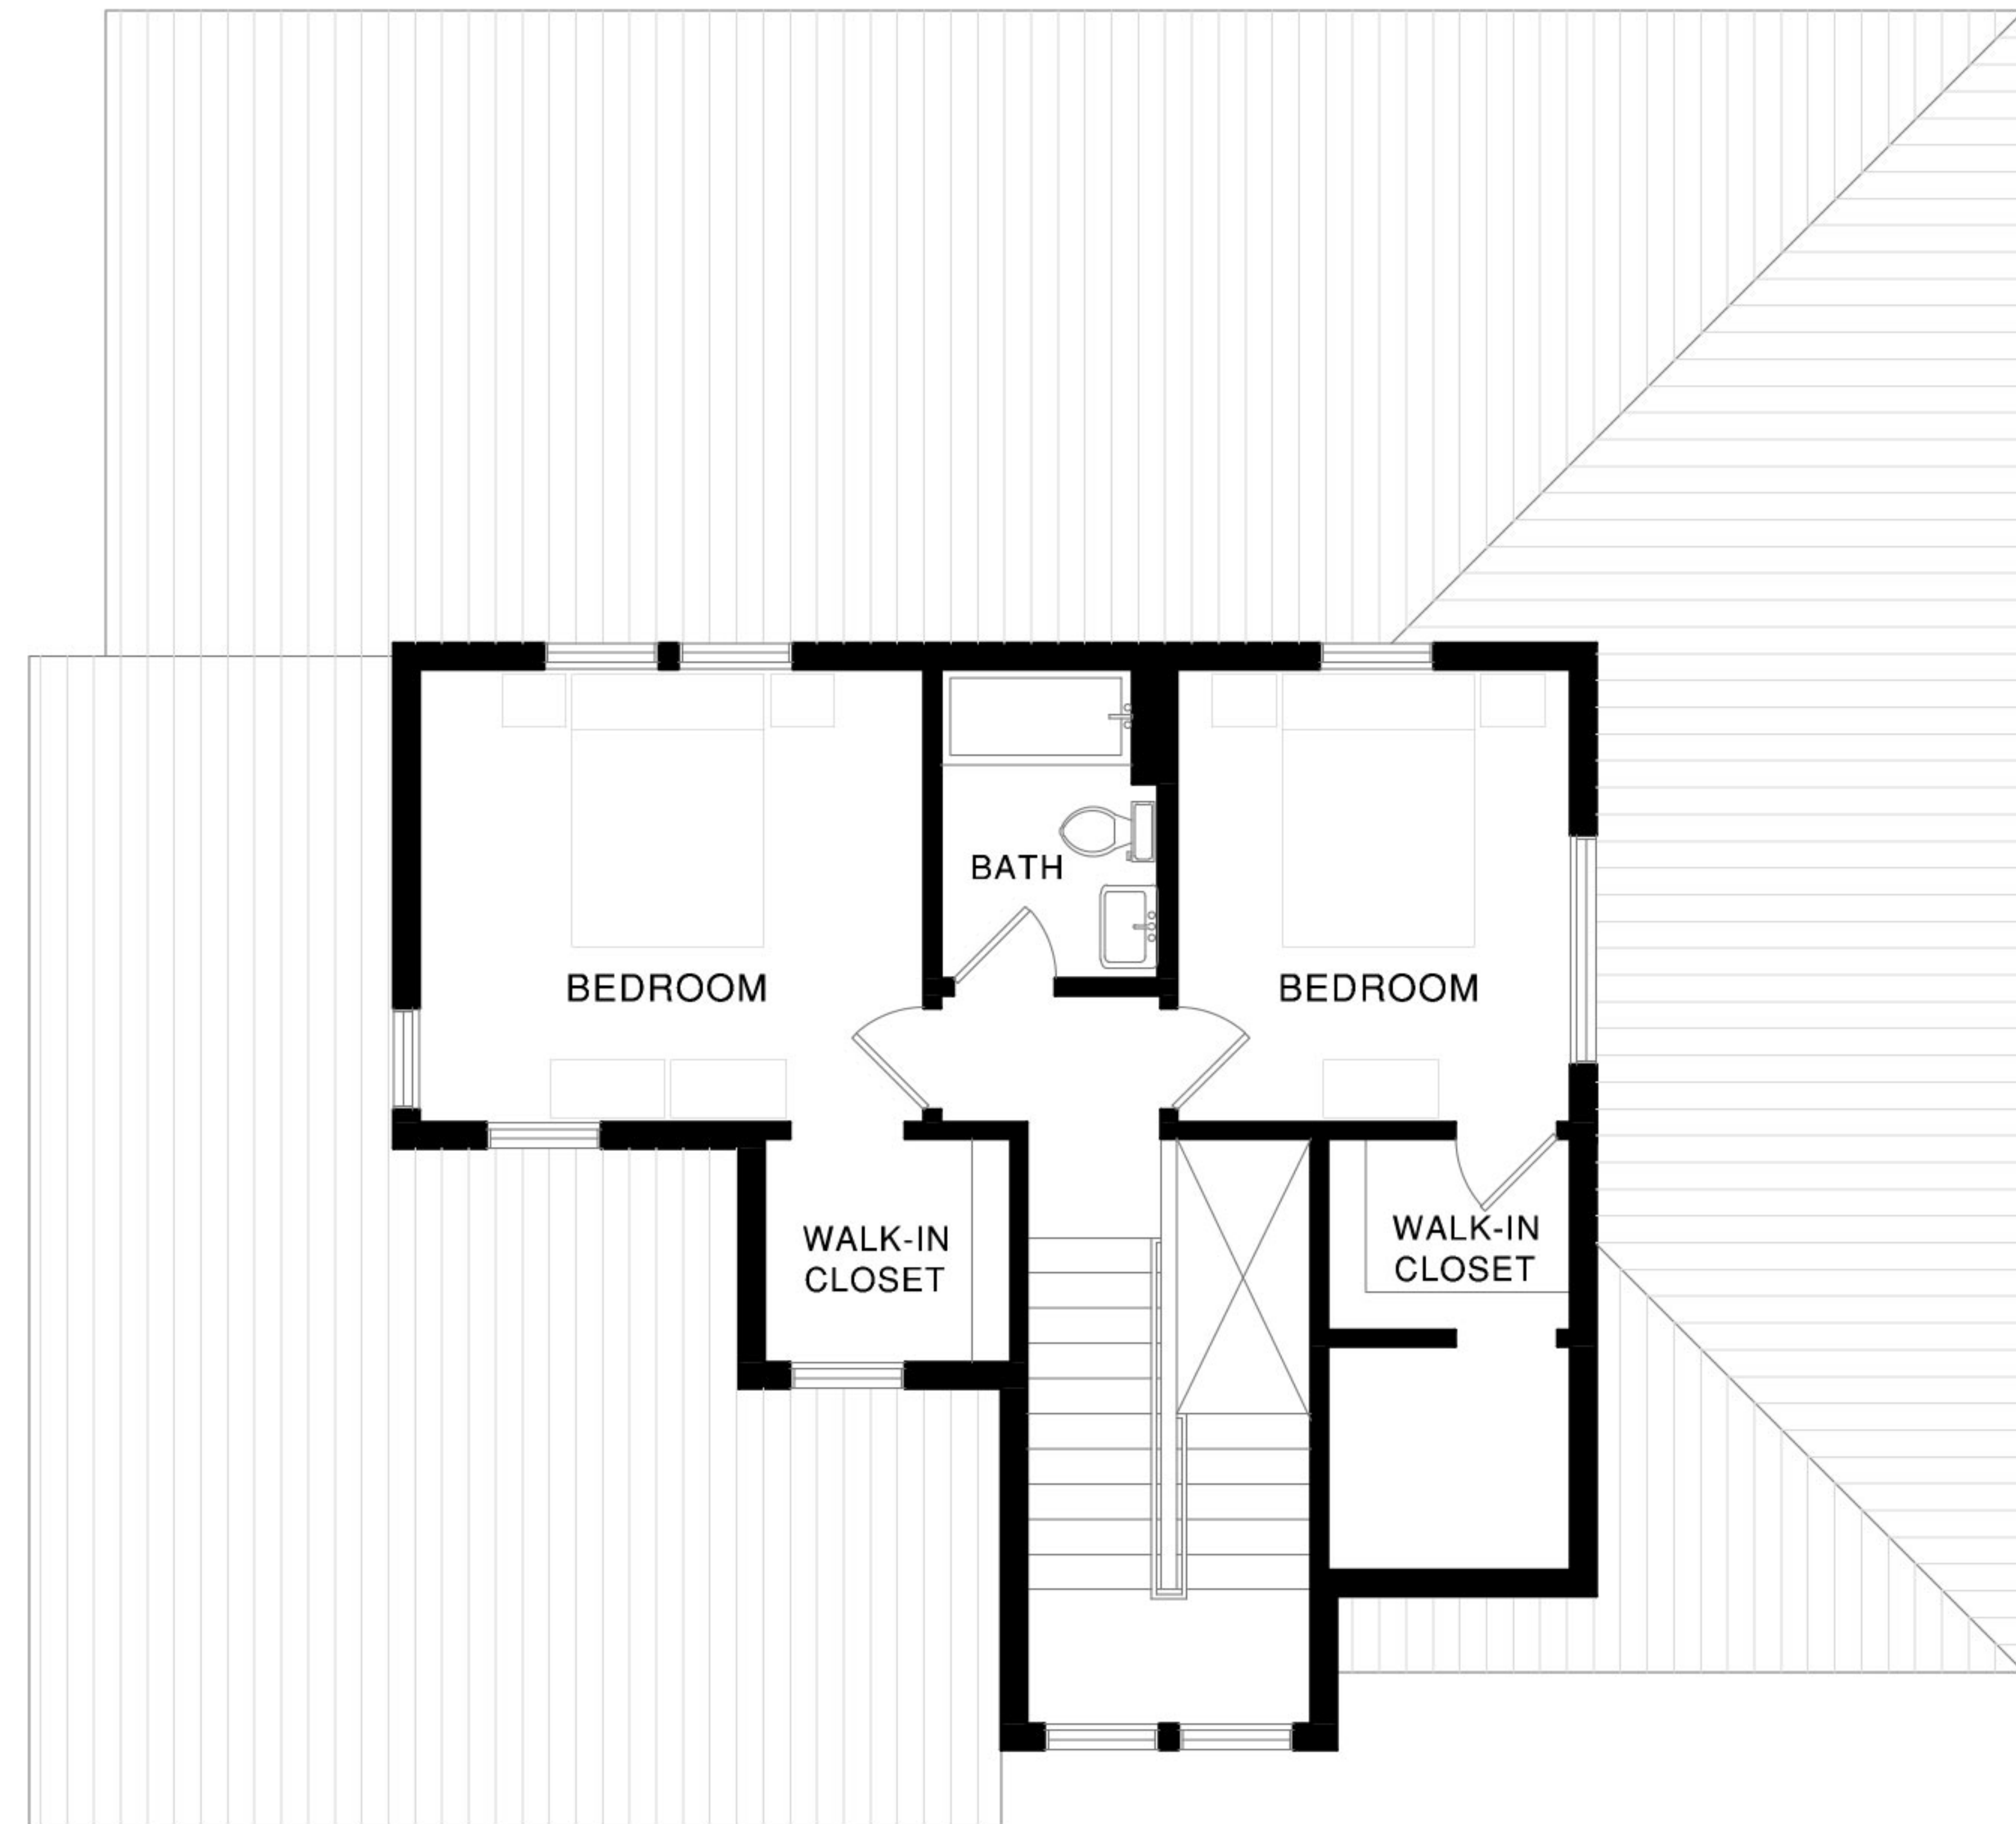 BATH
BEDROOM
BEDROOM
WALK-IN
CLOSET
WALK-IN
CLOSET